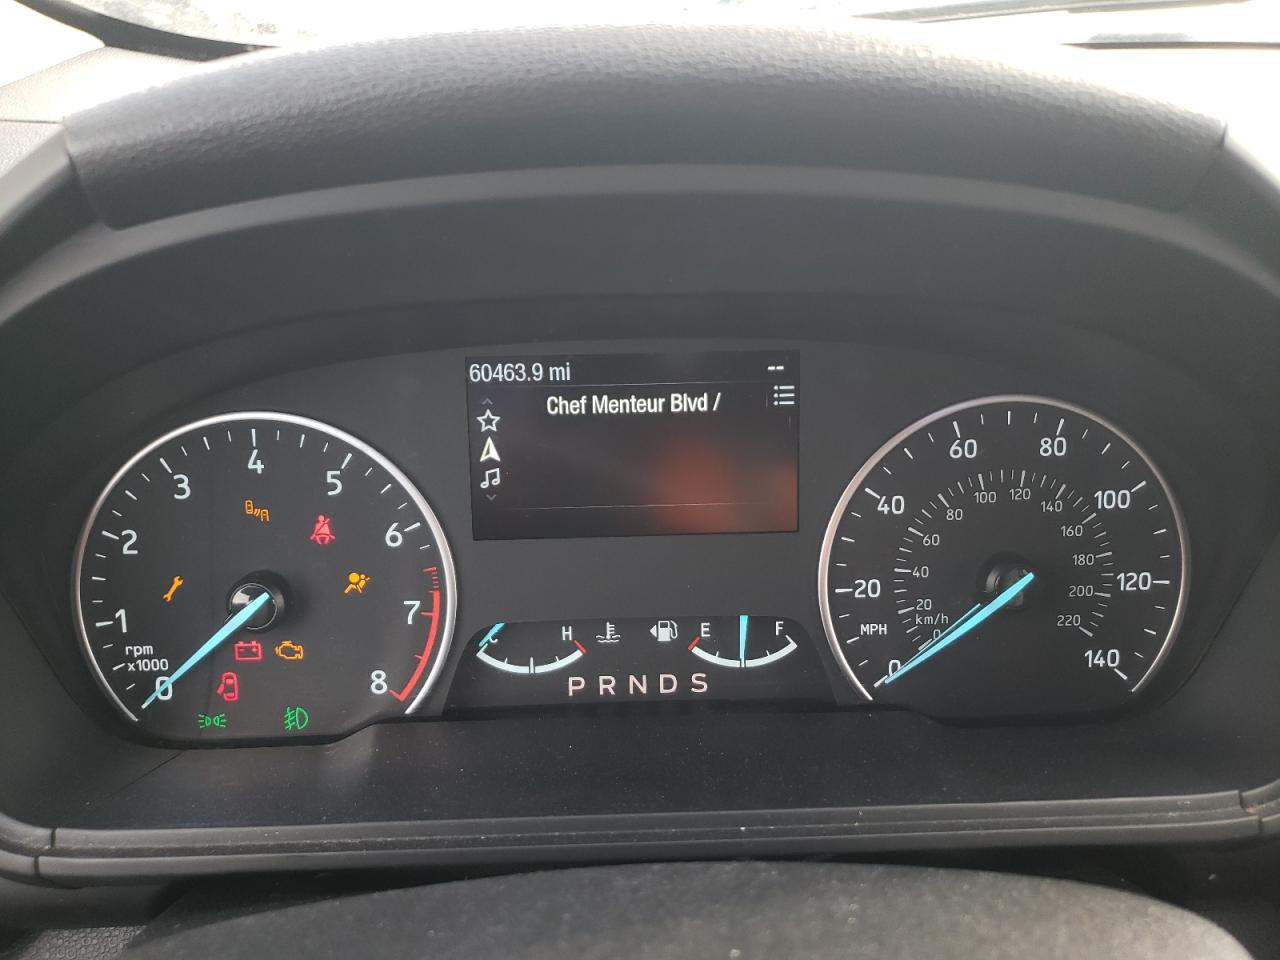 60463.9 mi --
Chef Menteur Blvd /
0 1 2 3 4 5 6 7 8
rpm
x1000
C H
E F
P R N D S
0 20 40 60 80 100 120 140
MPH
0 20 40 60 80 100 120 140 160 180 200 220
km/h